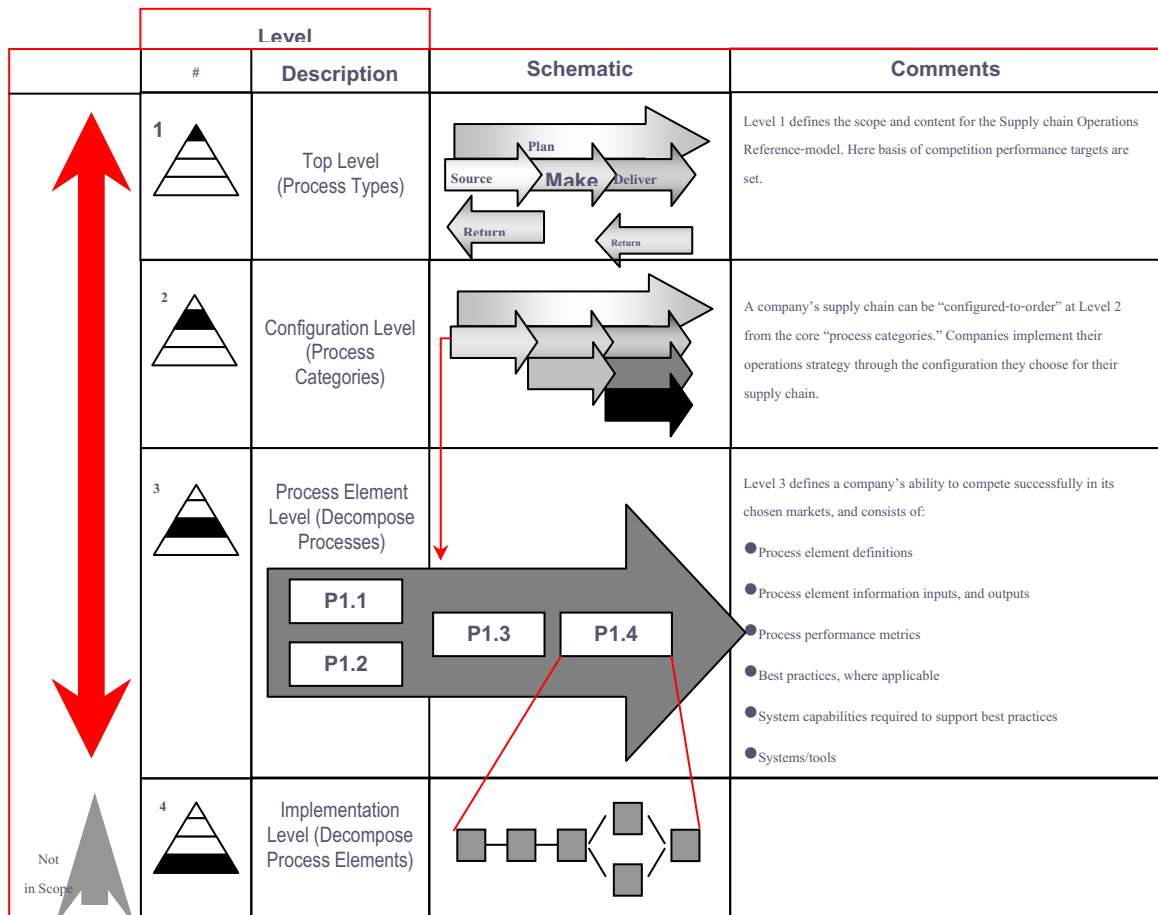 Level
# Description Schematic Comments
1
Top Level
(Process Types)
Plan
Source Make Deliver
Return Return
Level 1 defines the scope and content for the Supply chain Operations
Reference-model. Here basis of competition performance targets are
set.
2
Configuration Level
(Process
Categories)
A company’s supply chain can be “configured-to-order” at Level 2
from the core “process categories.” Companies implement their
operations strategy through the configuration they choose for their
supply chain.
3
Process Element
Level (Decompose
Processes)
P1.1
P1.2
P1.3 P1.4
Level 3 defines a company’s ability to compete successfully in its
chosen markets, and consists of:
●Process element definitions
●Process element information inputs, and outputs
●Process performance metrics
●Best practices, where applicable
●System capabilities required to support best practices
●Systems/tools
4
Implementation
Level (Decompose
Process Elements)
Not
in Scope